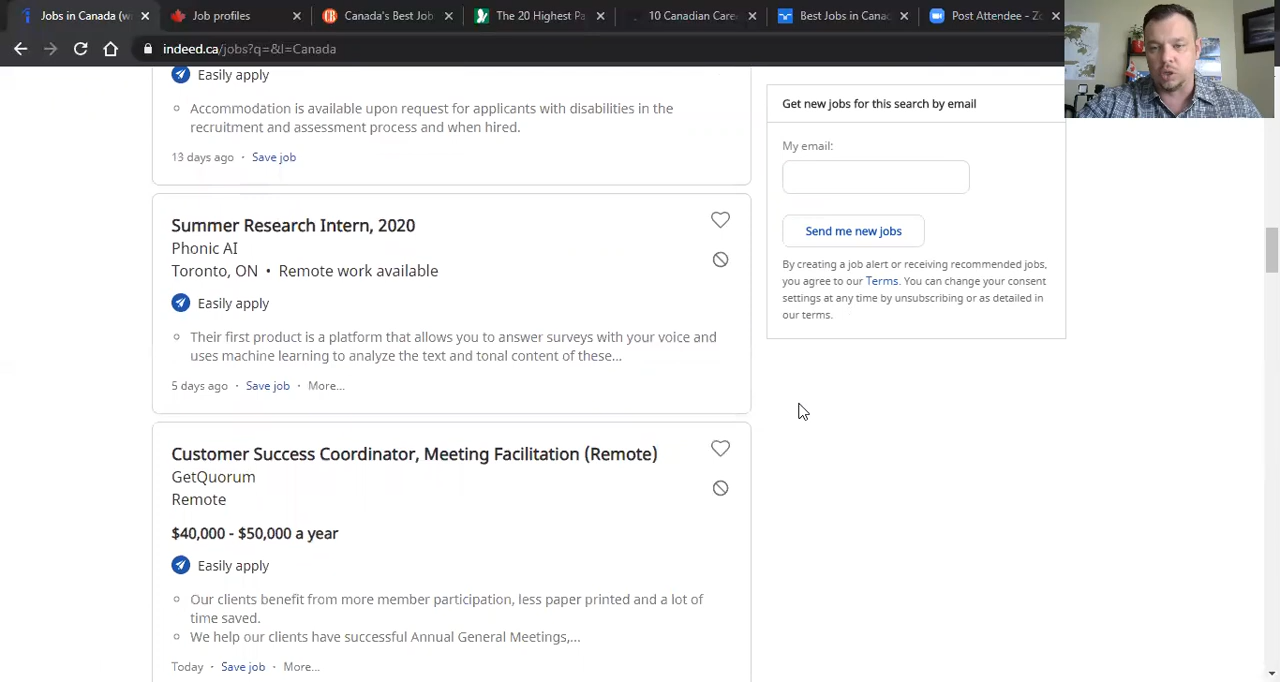 Jobs in Canada (w
Job profiles
Canada's Best Job
The 20 Highest Pa
10 Canadian Care
Best Jobs in Canad
Post Attendee - Zo
indeed.ca/jobs?q=&l=Canada
Easily apply
Accommodation is available upon request for applicants with disabilities in the
recruitment and assessment process and when hired.
13 days ago · Save job
Get new jobs for this search by email
My email:
Send me new jobs
By creating a job alert or receiving recommended jobs,
you agree to our Terms. You can change your consent
settings at any time by unsubscribing or as detailed in
our terms.
Summer Research Intern, 2020
Phonic AI
Toronto, ON • Remote work available
Easily apply
Their first product is a platform that allows you to answer surveys with your voice and
uses machine learning to analyze the text and tonal content of these...
5 days ago · Save job · More...
Customer Success Coordinator, Meeting Facilitation (Remote)
GetQuorum
Remote
$40,000 - $50,000 a year
Easily apply
Our clients benefit from more member participation, less paper printed and a lot of
time saved.
We help our clients have successful Annual General Meetings,...
Today · Save job · More...